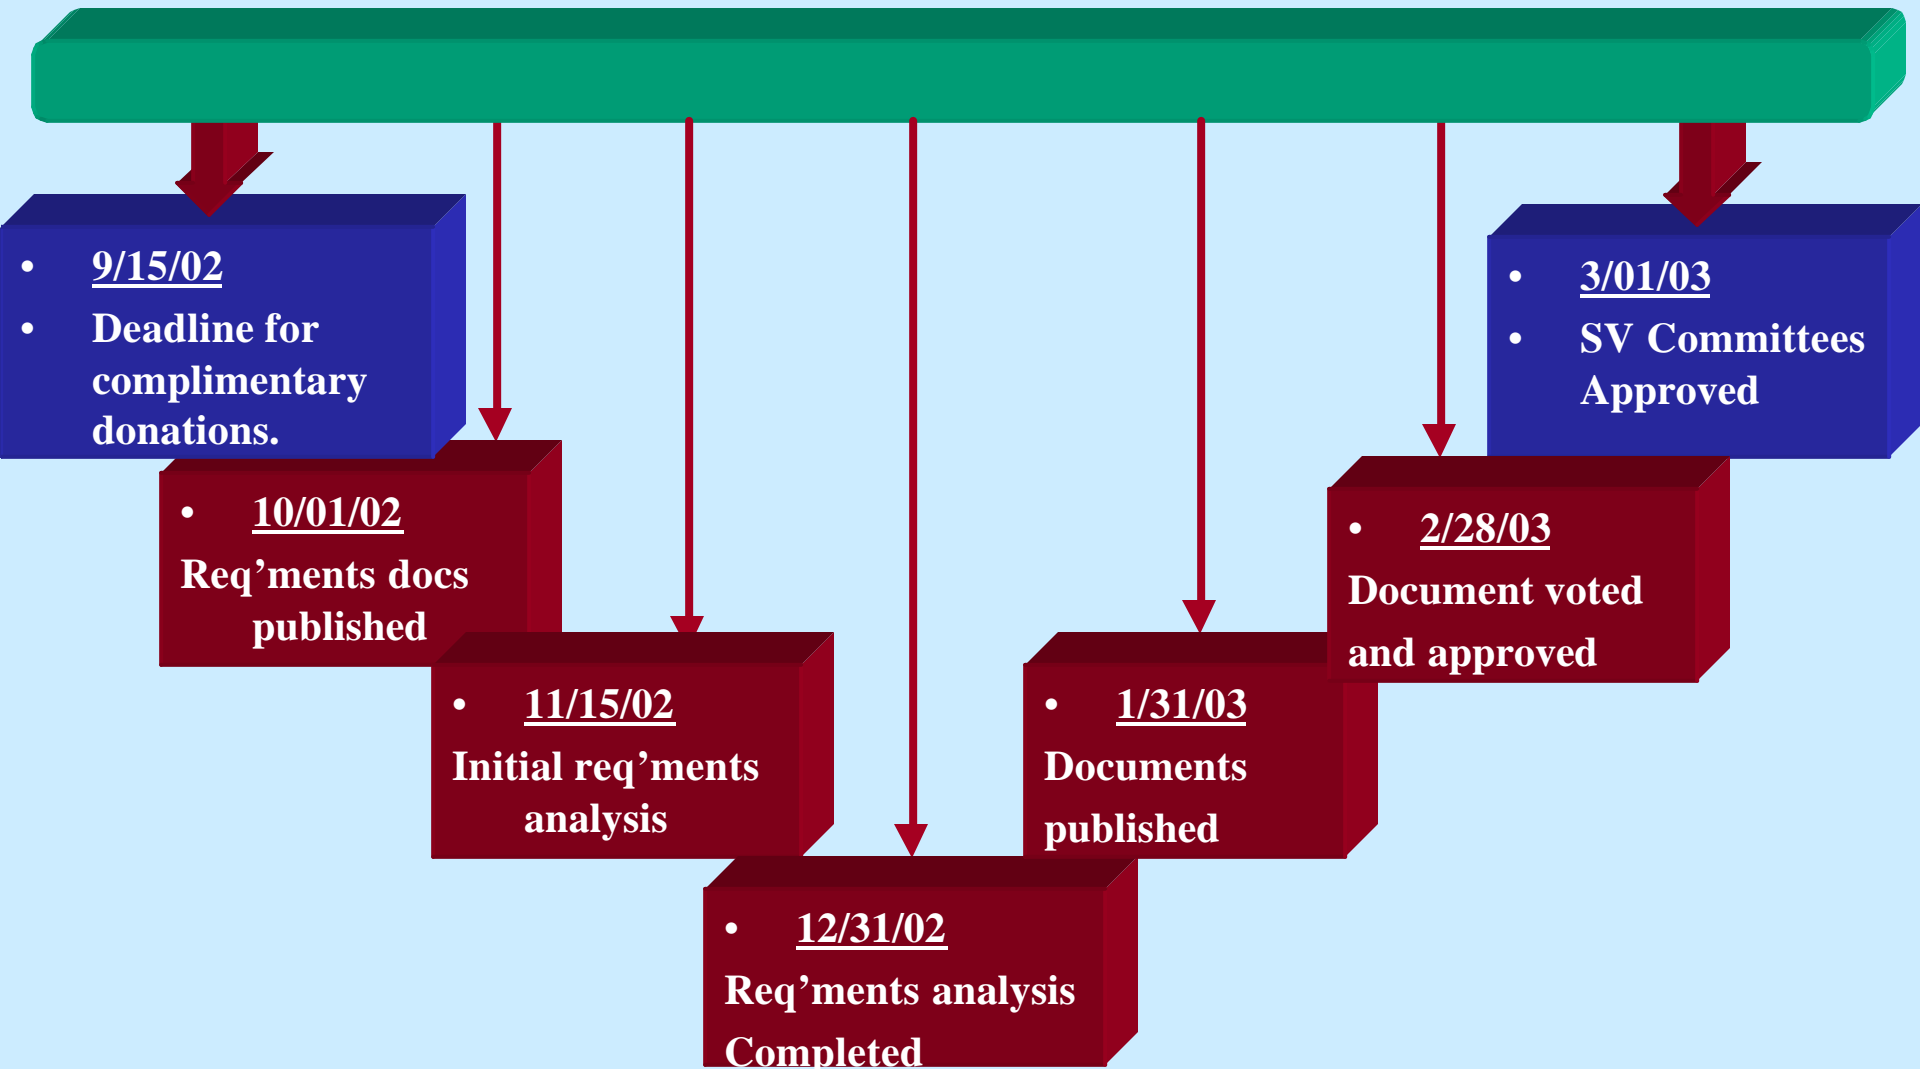 • 9/15/02
• Deadline for
complimentary
donations.
• 10/01/02
Req’ments docs
published
• 11/15/02
Initial req’ments
analysis
• 12/31/02
Req’ments analysis
Completed
• 1/31/03
Documents
published
• 2/28/03
Document voted
and approved
• 3/01/03
• SV Committees
Approved